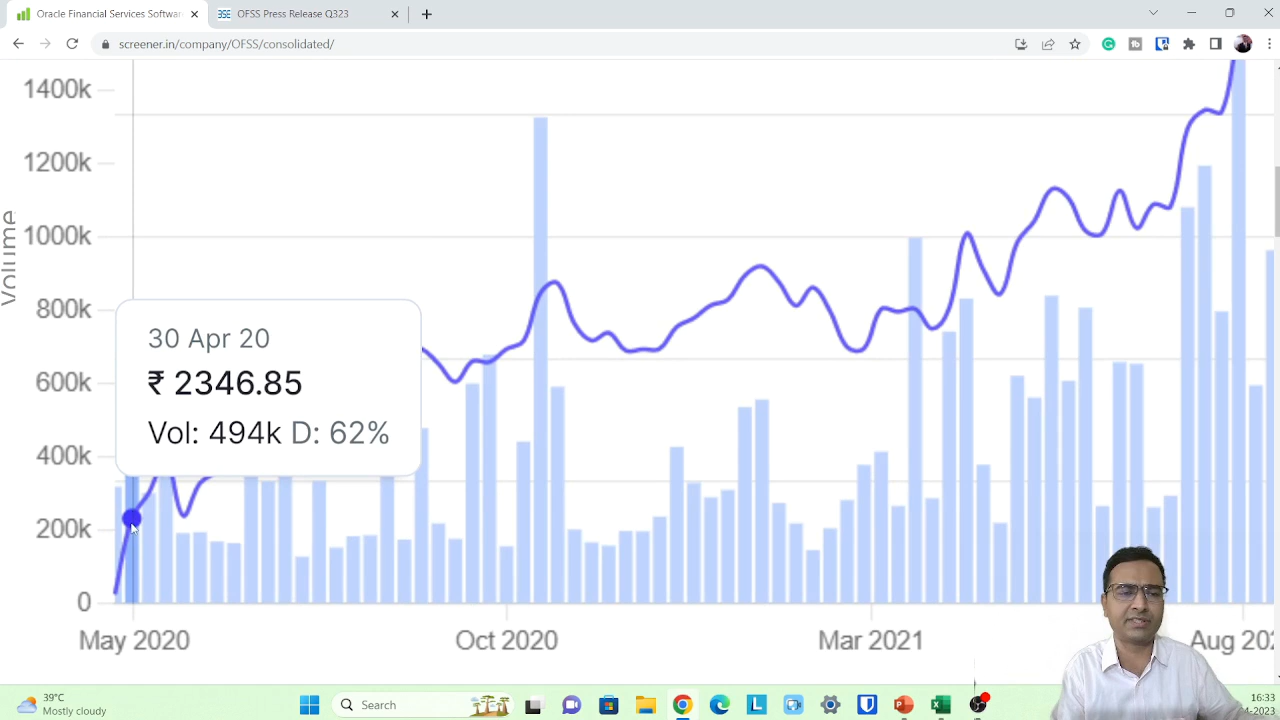 Oracle Financial Services Softwar
OFSS Press Release Q323
screener.in/company/OFSS/consolidated/
1400k
1200k
1000k
800k
600k
400k
200k
0
Volume
30 Apr 20
₹ 2346.85
Vol: 494k D: 62%
May 2020
Oct 2020
Mar 2021
Aug 202
39°C
Mostly cloudy
Search
16:33
-2023